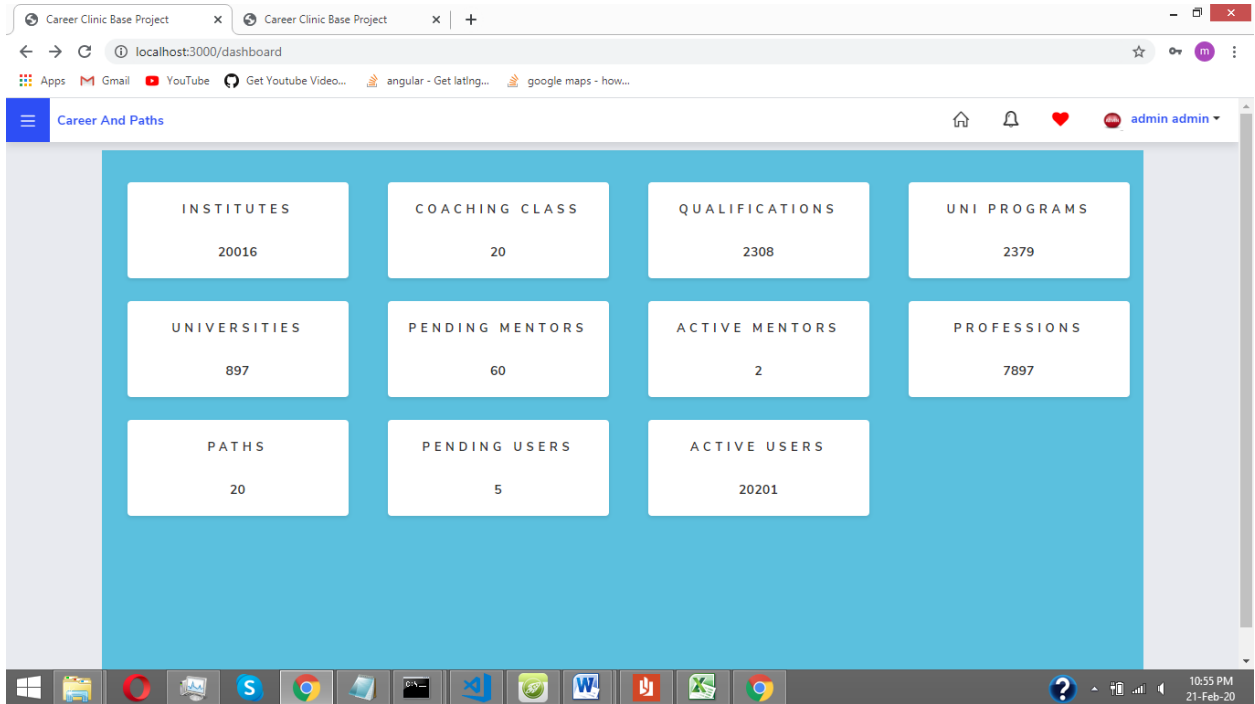 Career Clinic Base Project
Career Clinic Base Project
localhost:3000/dashboard
m
Apps Gmail YouTube Get Youtube Video... angular - Get latlng... google maps - how...
Career And Paths
admin admin
INSTITUTES COACHING CLASS QUALIFICATIONS UNI PROGRAMS
20016 20 2308 2379
UNIVERSITIES PENDING MENTORS ACTIVE MENTORS PROFESSIONS
897 60 2 7897
PATHS PENDING USERS ACTIVE USERS
20 5 20201
10:55 PM
21-Feb-20